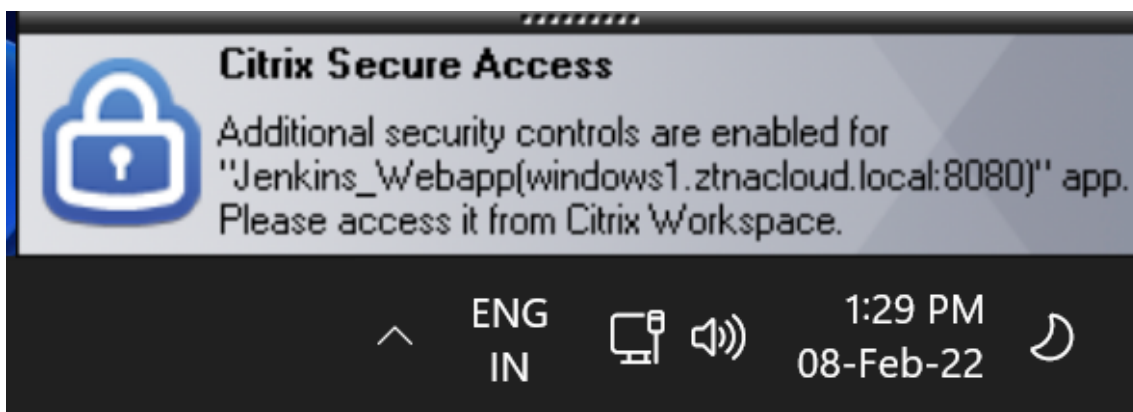 Citrix Secure Access
Additional security controls are enabled for
"Jenkins_Webapp(windows1.ztnacloud.local:8080)" app.
Please access it from Citrix Workspace.
ENG
IN
1:29 PM
08-Feb-22